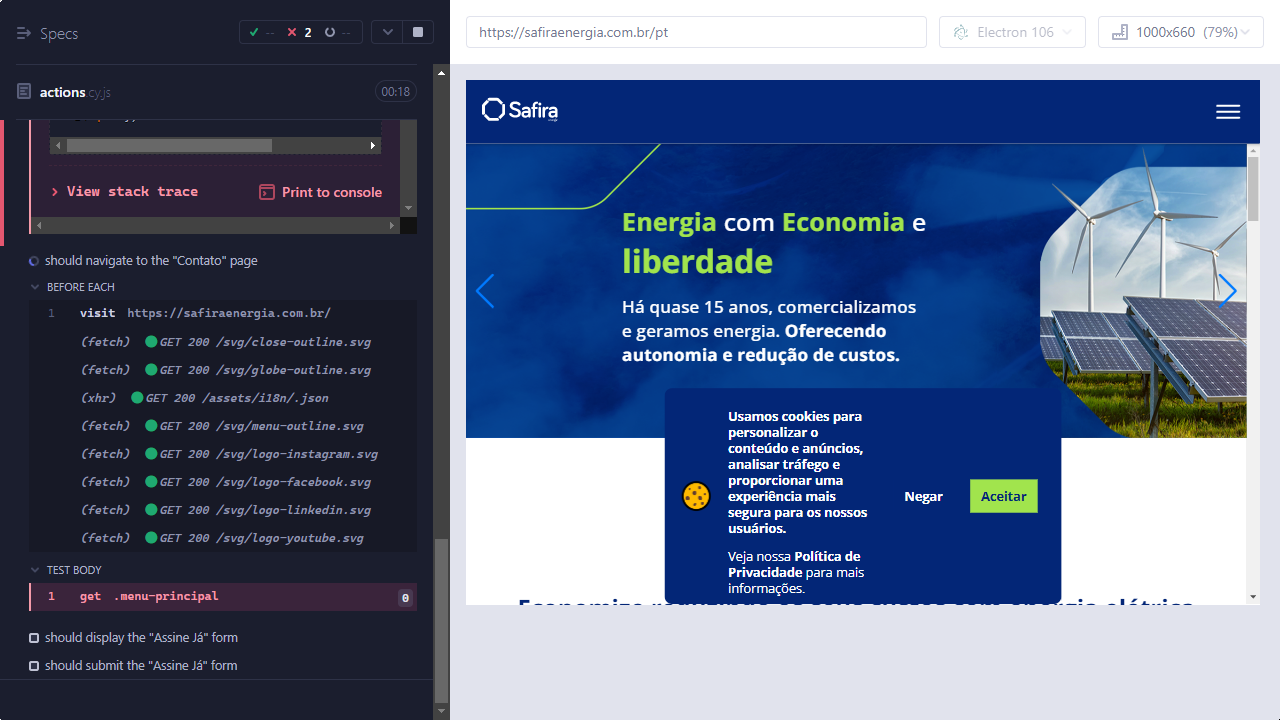 Specs
--
2
--
actions cy.js
00:18
View stack trace
Print to console
should navigate to the "Contato" page
BEFORE EACH
1 visit https://safiraenergia.com.br/
(fetch) GET 200 /svg/close-outline.svg
(fetch) GET 200 /svg/globe-outline.svg
(xhr) GET 200 /assets/i18n/.json
(fetch) GET 200 /svg/menu-outline.svg
(fetch) GET 200 /svg/logo-instagram.svg
(fetch) GET 200 /svg/logo-facebook.svg
(fetch) GET 200 /svg/logo-linkedin.svg
(fetch) GET 200 /svg/logo-youtube.svg
TEST BODY
1 get .menu-principal 0
should display the "Assine Já" form
should submit the "Assine Já" form
https://safiraenergia.com.br/pt
Electron 106
1000x660 (79%)
Safira
Energia com Economia e
liberdade
Há quase 15 anos, comercializamos
e geramos energia. Oferecendo
autonomia e redução de custos.
Usamos cookies para
personalizar o
conteúdo e anúncios,
analisar tráfego e
proporcionar uma
experiência mais
segura para os nossos
usuários.
Veja nossa Política de
Privacidade para mais
informações.
Negar
Aceitar